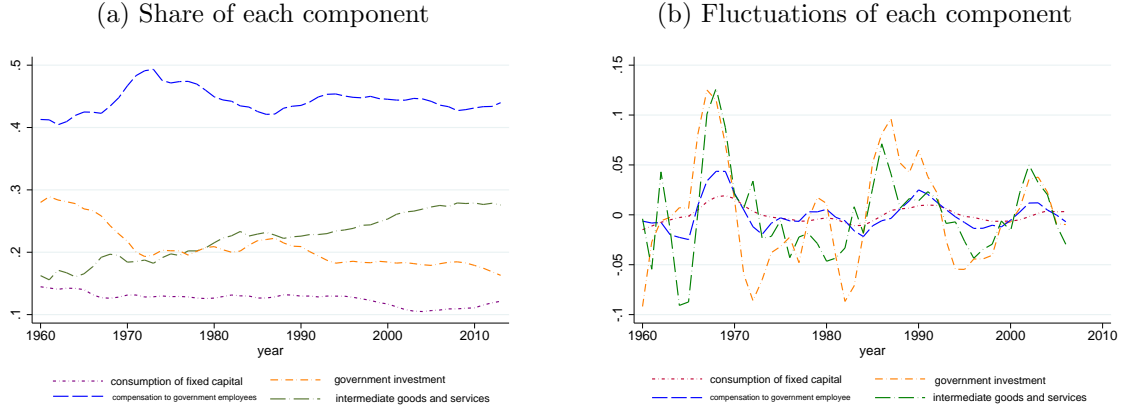 (a) Share of each component
.5
.4
.3
.2
.1
1960 1970 1980 1990 2000 2010
year
consumption of fixed capital
government investment
compensation to government employees
intermediate goods and services
(b) Fluctuations of each component
.15
.1
.05
0
-.05
-.1
1960 1970 1980 1990 2000 2010
year
consumption of fixed capital
government investment
compensation to government employee
intermediate goods and services